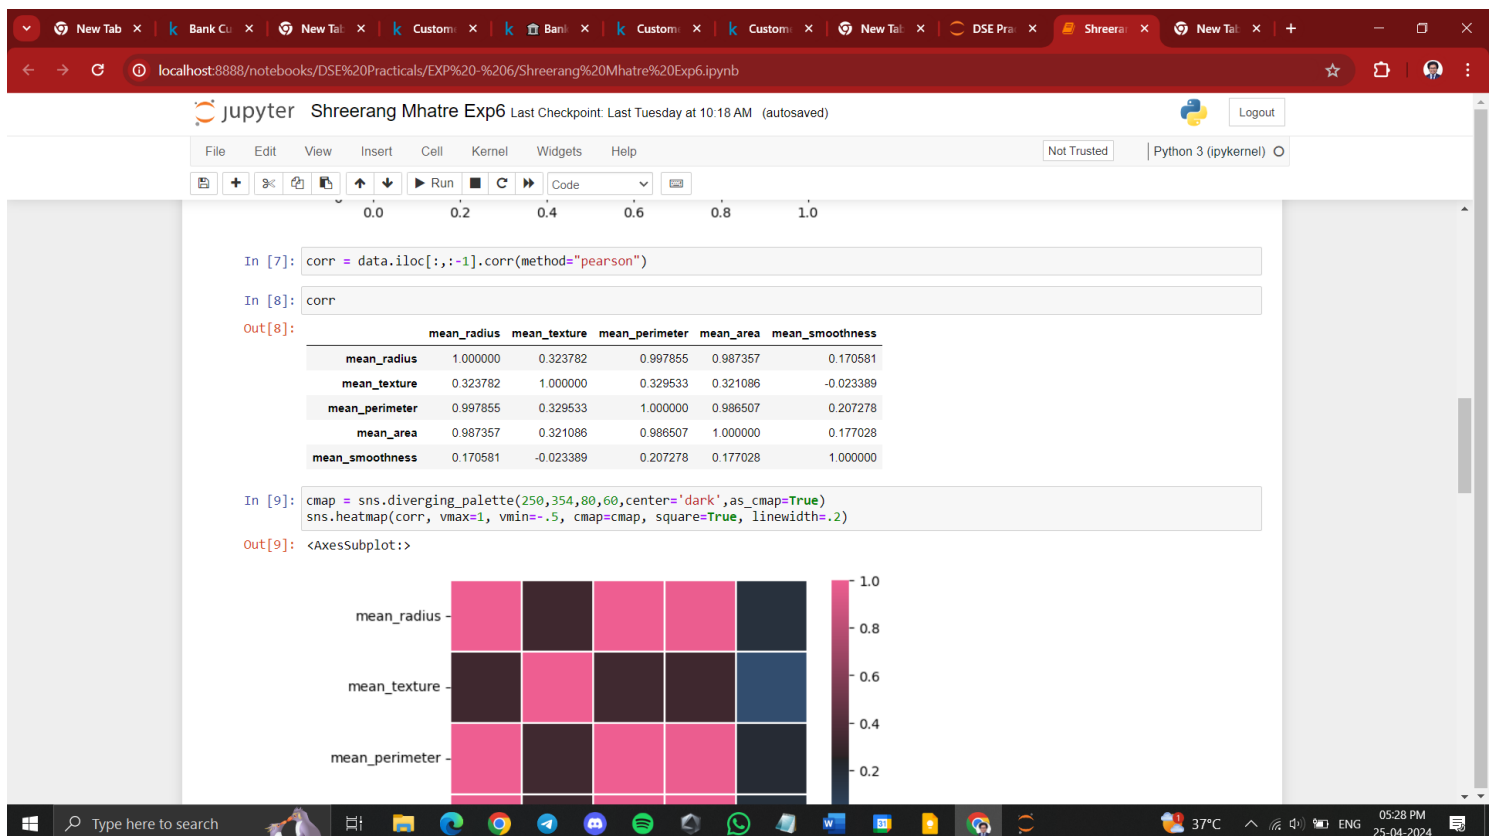 New Tab
Bank Cu
New Tab
Custome
Bank
Custom
Custom
New Tab
DSE Prac
Shreeran
New Tab
localhost:8888/notebooks/DSE%20Practicals/EXP%20-%206/Shreerang%20Mhatre%20Exp6.ipynb
jupyter Shreerang Mhatre Exp6 Last Checkpoint: Last Tuesday at 10:18 AM (autosaved)
Logout
File Edit View Insert Cell Kernel Widgets Help
Not Trusted
Python 3 (ipykernel)
Run
Code
0.0 0.2 0.4 0.6 0.8 1.0
In [7]: corr = data.iloc[:,:-1].corr(method="pearson")
In [8]: corr
Out[8]:
mean_radius mean_texture mean_perimeter mean_area mean_smoothness
mean_radius 1.000000 0.323782 0.997855 0.987357 0.170581
mean_texture 0.323782 1.000000 0.329533 0.321086 -0.023389
mean_perimeter 0.997855 0.329533 1.000000 0.986507 0.207278
mean_area 0.987357 0.321086 0.986507 1.000000 0.177028
mean_smoothness 0.170581 -0.023389 0.207278 0.177028 1.000000
In [9]: cmap = sns.diverging_palette(250,354,80,60,center='dark',as_cmap=True)
sns.heatmap(corr, vmax=1, vmin=-.5, cmap=cmap, square=True, linewidth=.2)
Out[9]: <AxesSubplot:>
mean_radius
mean_texture
mean_perimeter
1.0
0.8
0.6
0.4
0.2
Type here to search
37°C
ENG
05:28 PM
25-04-2024